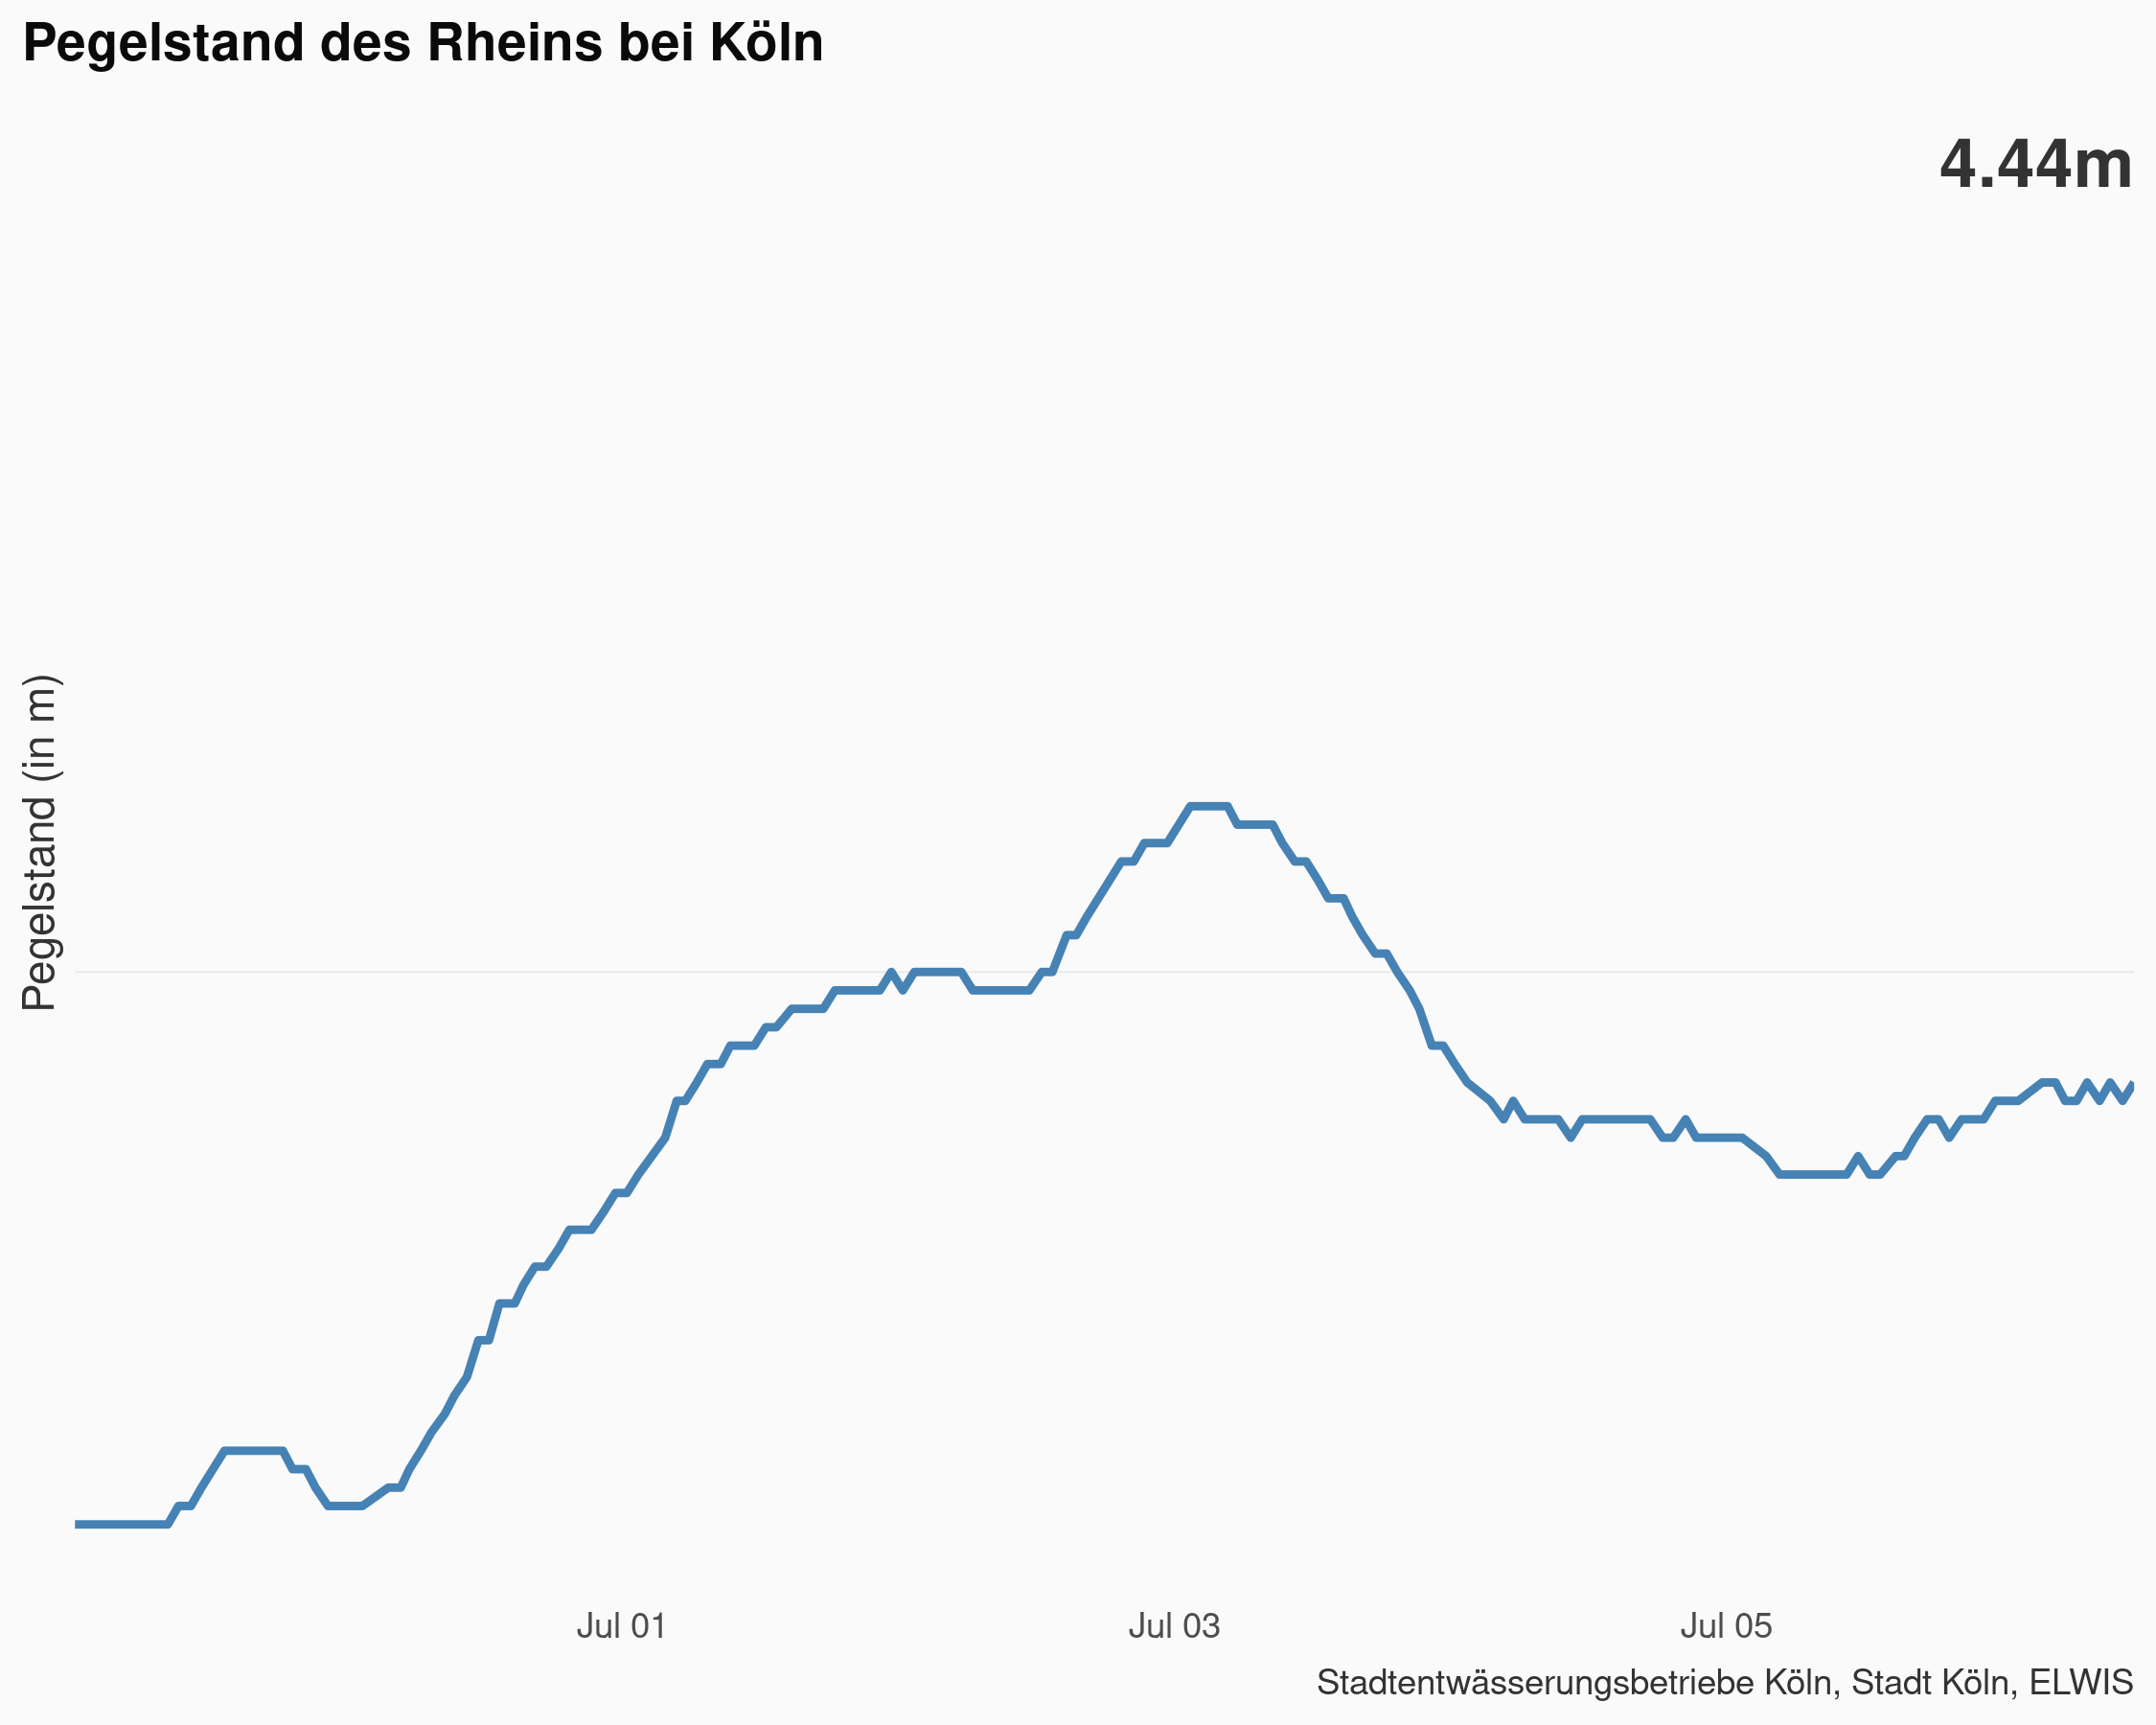 Pegelstand des Rheins bei Köln
4.44m
Pegelstand (in m)
Jul 01
Jul 03
Jul 05
Stadtentwässerungsbetriebe Köln, Stadt Köln, ELWIS